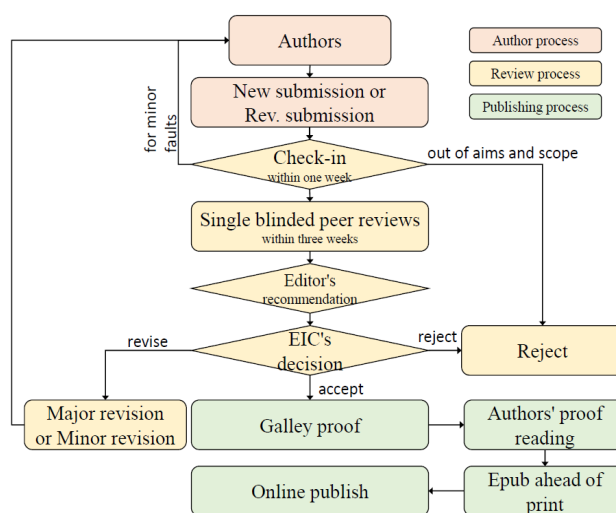 Authors
Author process
Review process
Publishing process
New submission or
Rev. submission
for minor
faults
Check-in
within one week
out of aims and scope
Single blinded peer reviews
within three weeks
Editor's
recommendation
revise
EIC's
decision
reject
Reject
accept
Major revision
or Minor revision
Galley proof
Authors' proof
reading
Online publish
Epub ahead of
print